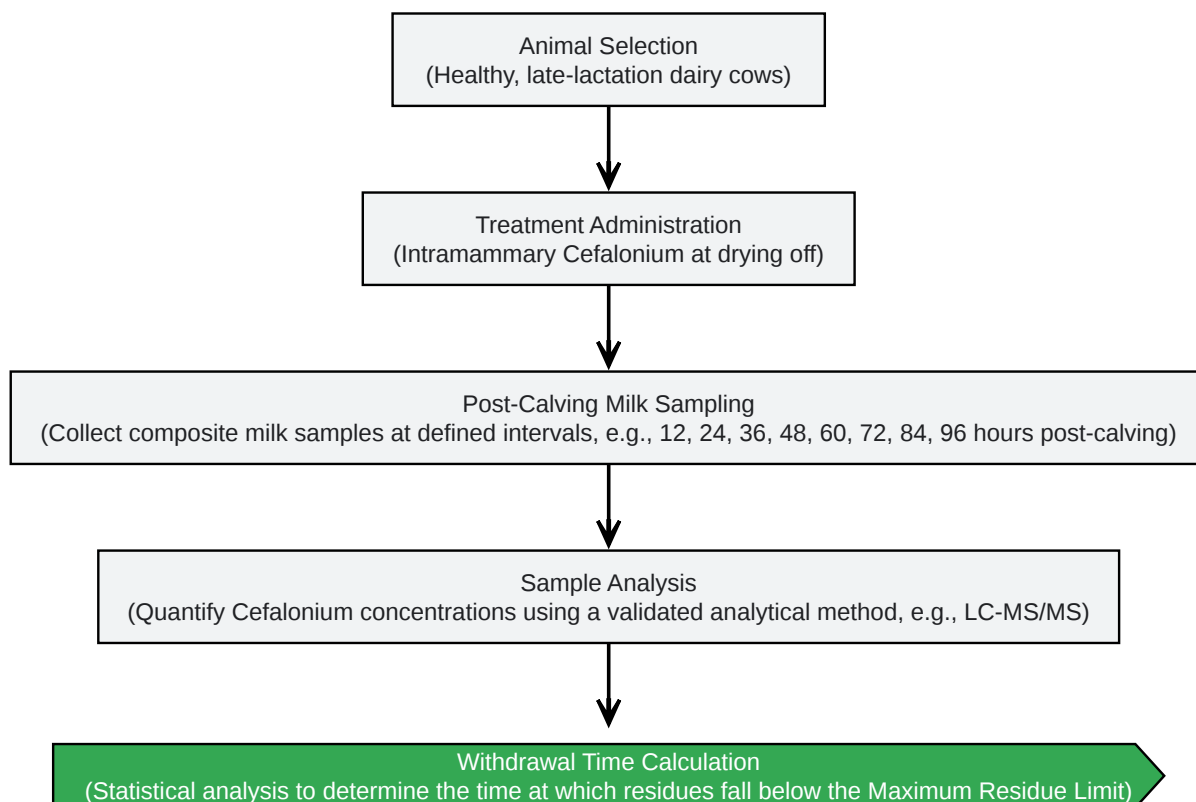 Animal Selection
(Healthy, late-lactation dairy cows)
Treatment Administration
(Intramammary Cefalonium at drying off)
Post-Calving Milk Sampling
(Collect composite milk samples at defined intervals, e.g., 12, 24, 36, 48, 60, 72, 84, 96 hours post-calving)
Sample Analysis
(Quantify Cefalonium concentrations using a validated analytical method, e.g., LC-MS/MS)
Withdrawal Time Calculation
(Statistical analysis to determine the time at which residues fall below the Maximum Residue Limit)